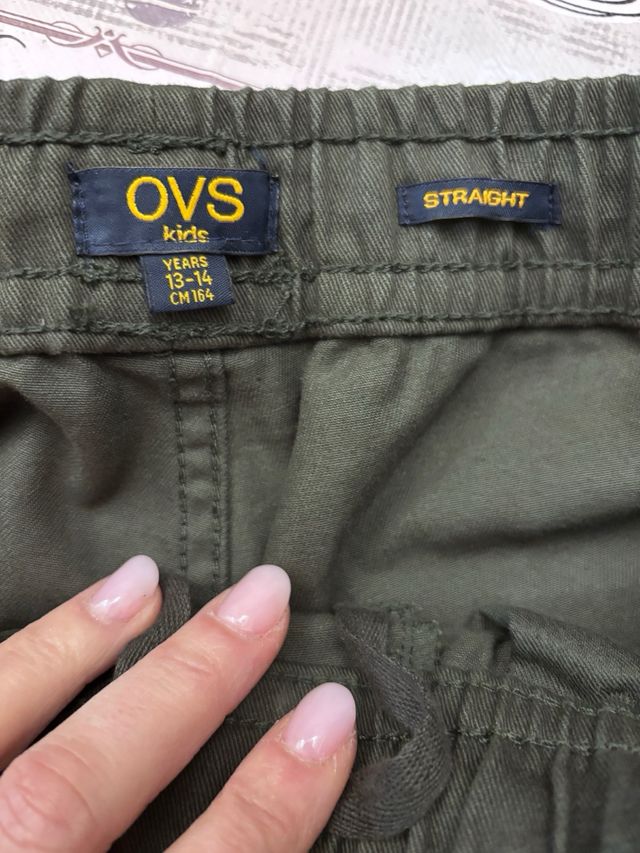 OVS
kids
YEARS
13-14
CM 164
STRAIGHT